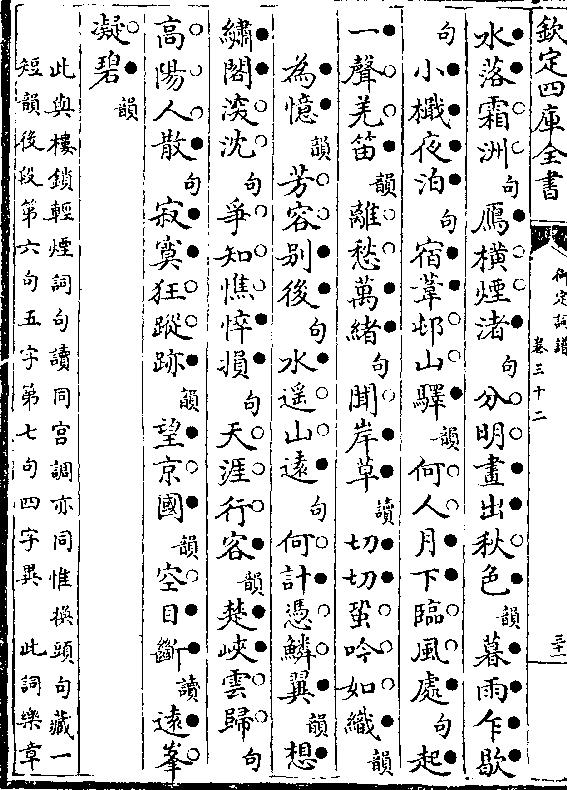 欽定四庫全書
御定詞譜 卷三十二 三十
水落霜洲句鴈橫煙渚句分明畫出秋色韻暮雨乍歇
句小檝夜泊句宿葦邨山驛韻何人月下臨風處句起
一聲羌笛韻離愁萬緒句聞岸草讀切切蛩吟如織韻
為憶韻芳容别後句水遥山遠句何計憑鱗翼韻想
繡閣深沈句爭知憔悴損句天涯行客韻楚峽雲歸句
高陽人散句寂寞狂蹤跡韻望京國韻空目斷讀遠峯
凝碧韻
此與樓鎖輕煙詞句讀同宫調亦同惟換頭句藏一
短韻後段第六句五字第七句四字異 此詞樂章